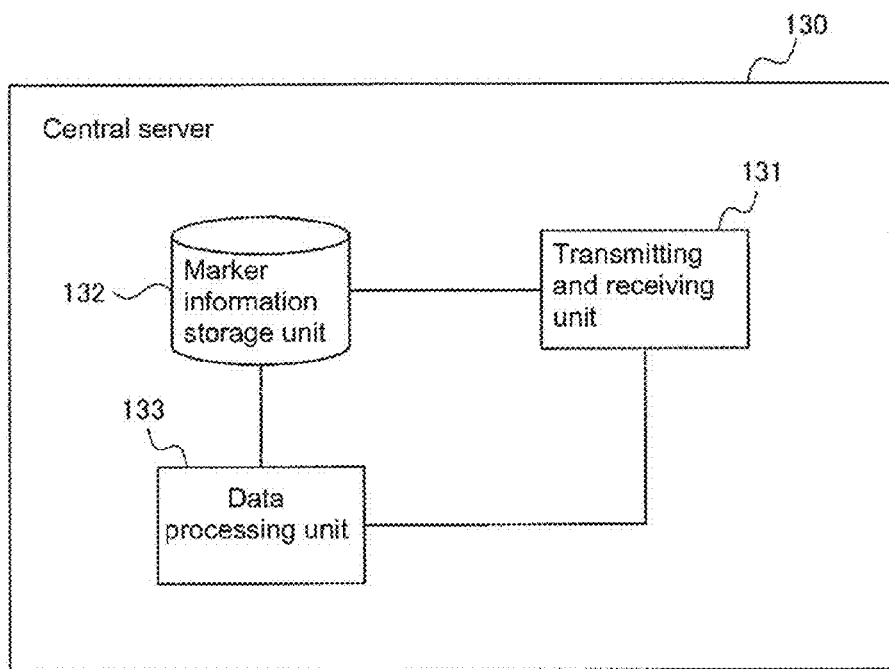 130
Central server
131
132
Marker
information
storage unit
Transmitting
and receiving
unit
133
Data
processing unit